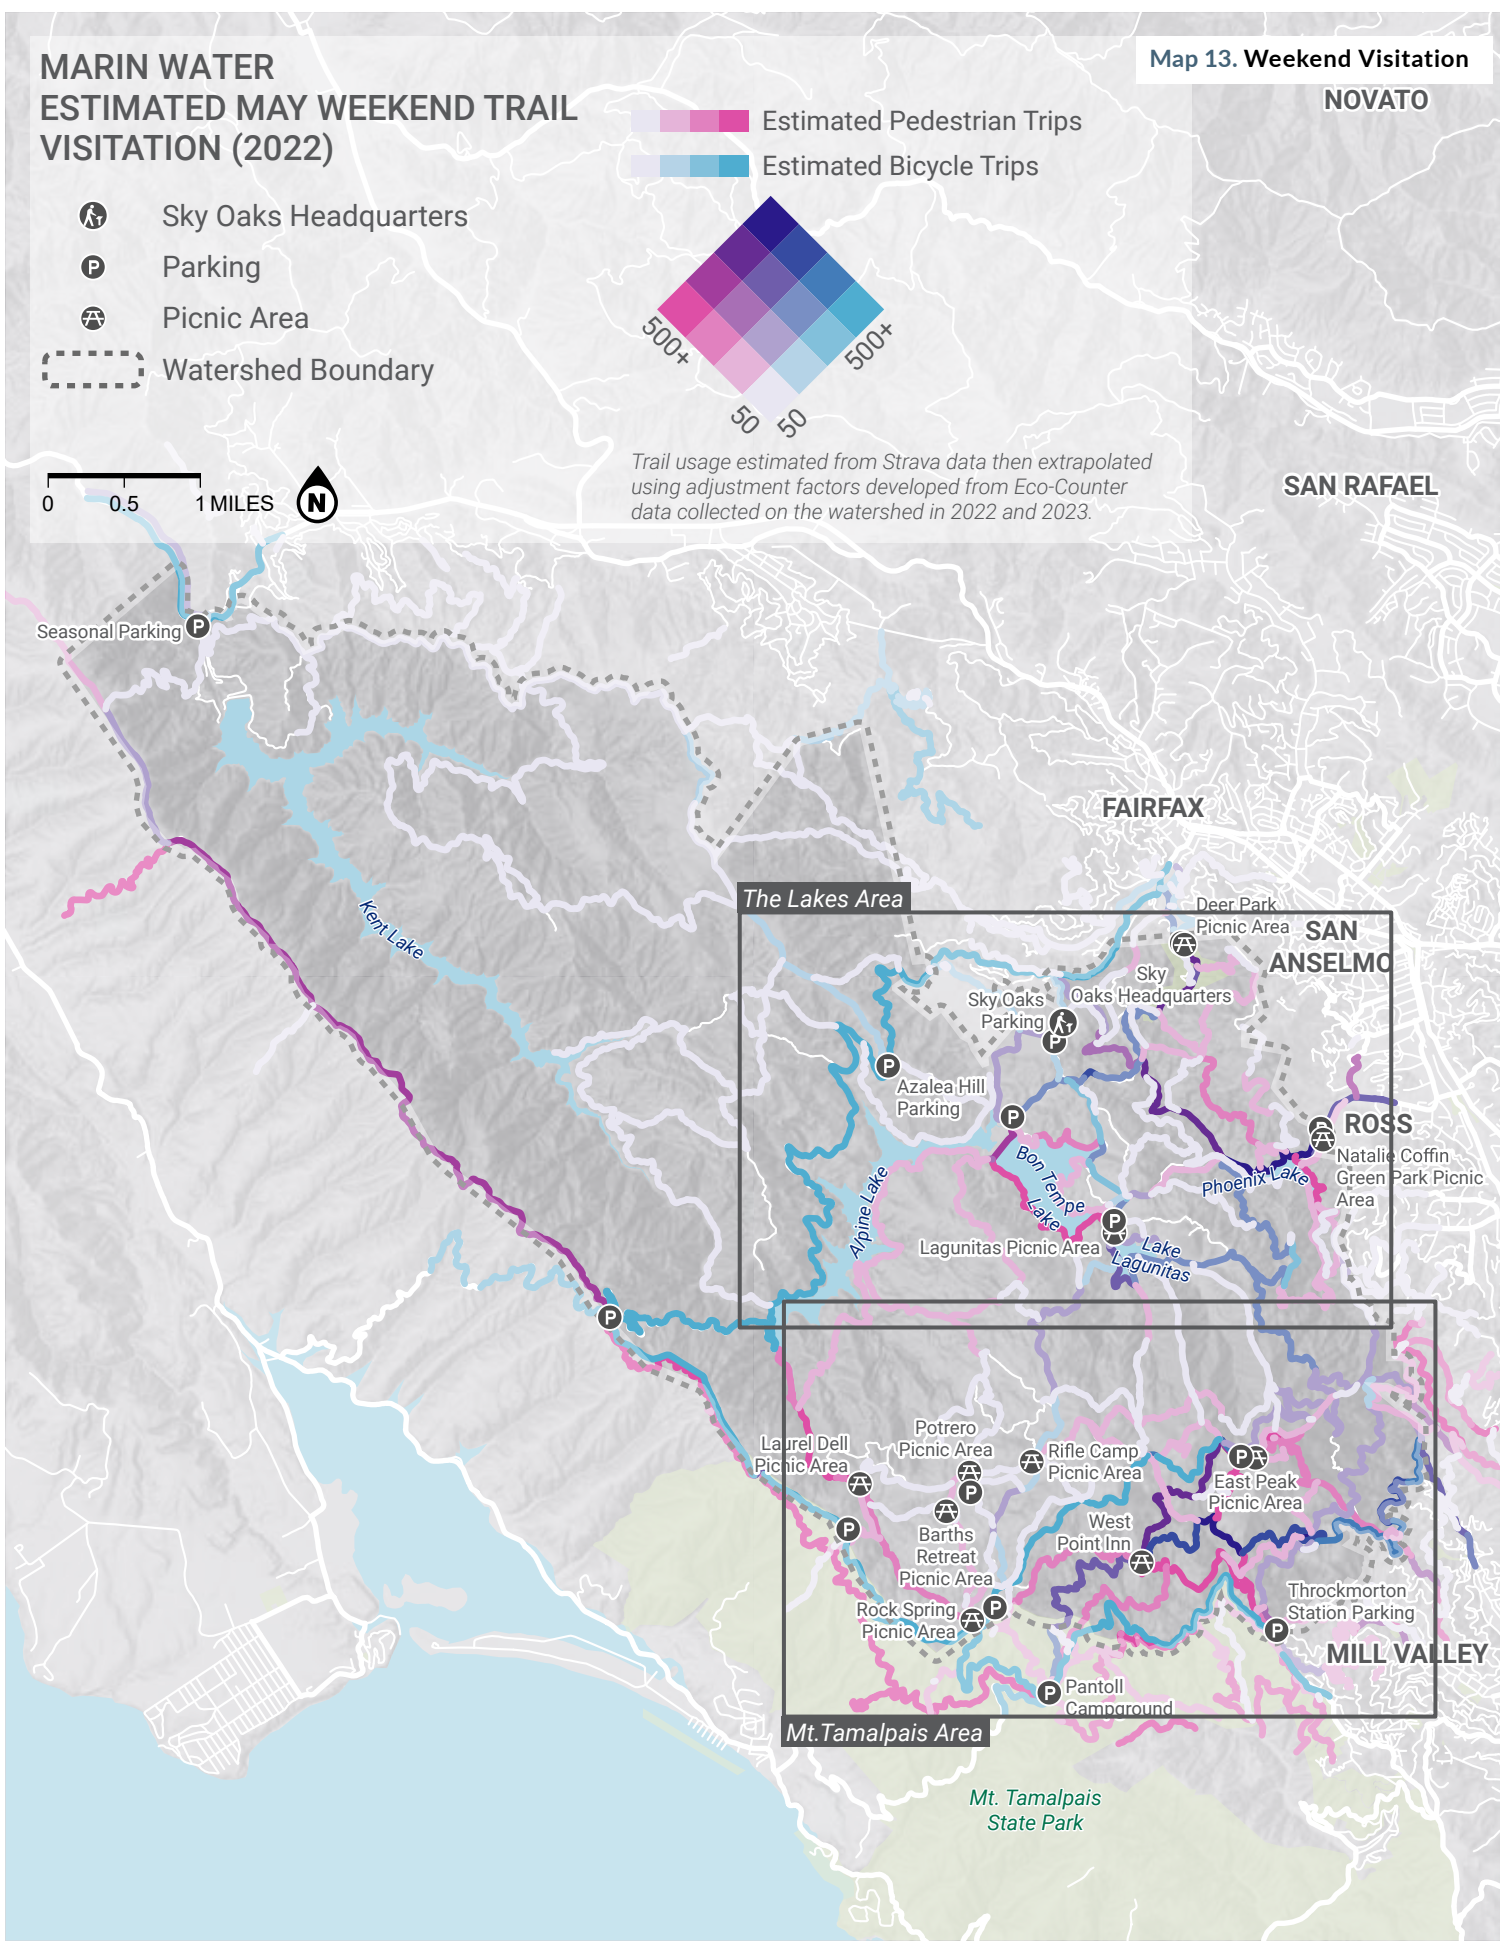 Map 13. Weekend Visitation
MARIN WATER
ESTIMATED MAY WEEKEND TRAIL
VISITATION (2022)
Sky Oaks Headquarters
P Parking
Picnic Area
Watershed Boundary
Estimated Pedestrian Trips
Estimated Bicycle Trips
500+
500+
50
50
Trail usage estimated from Strava data then extrapolated
using adjustment factors developed from Eco-Counter
data collected on the watershed in 2022 and 2023.
0 0.5 1 MILES
N
NOVATO
SAN RAFAEL
Seasonal Parking P
FAIRFAX
Kent Lake
The Lakes Area
Deer Park
Picnic Area
SAN
ANSELMO
Sky
Oaks Headquarters
Sky Oaks
Parking
P
P
Azalea Hill
Parking
P
ROSS
P
Natalie Coffin
Green Park Picnic
Area
Bon Tempe
Lake
Phoenix Lake
Alpine Lake
P
Lagunitas Picnic Area
Lake
Lagunitas
P
Potrero
Picnic Area
P
Laurel Dell
Picnic Area
Rifle Camp
Picnic Area
P
East Peak
Picnic Area
P
Barths
Retreat
Picnic Area
West
Point Inn
Rock Spring
Picnic Area
P
Throckmorton
Station Parking
P
MILL VALLEY
P
Pantoll
Campground
Mt.Tamalpais Area
Mt. Tamalpais
State Park